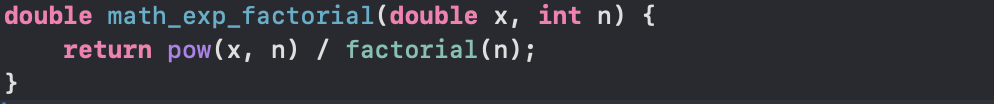 double math_exp_factorial(double x, int n) {
    return pow(x, n) / factorial(n);
}